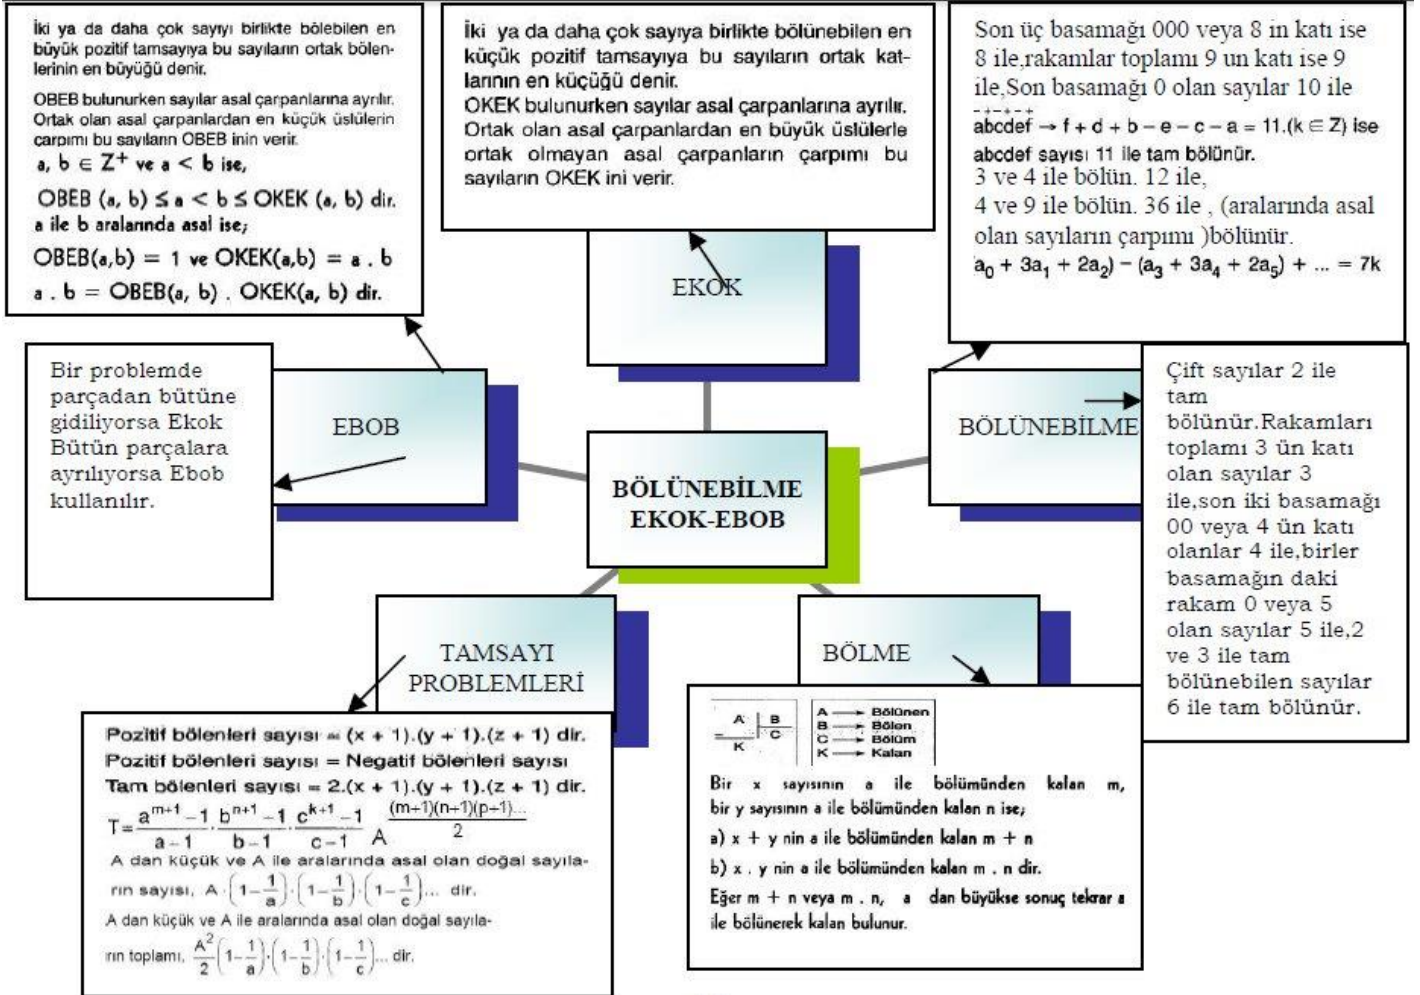 İki ya da daha çok sayıyı birlikte bölebilen en
büyük pozitif tamsayıya bu sayıların ortak bölen-
lerinin en büyüğü denir.
OBEB bulunurken sayılar asal çarpanlarına ayrılır.
Ortak olan asal çarpanlardan en küçük üslülerin
çarpımı bu sayıların OBEB inin verir.
a, b ∈ Z⁺ ve a < b ise,
OBEB (a, b) ≤ a < b ≤ OKEK (a, b) dir.
a ile b aralarında asal ise;
OBEB(a,b) = 1 ve OKEK(a,b) = a . b
a . b = OBEB(a, b) . OKEK(a, b) dir.
İki ya da daha çok sayıya birlikte bölünebilen en
küçük pozitif tamsayıya bu sayıların ortak kat-
larının en küçüğü denir.
OKEK bulunurken sayılar asal çarpanlarına ayrılır.
Ortak olan asal çarpanlardan en büyük üslülerle
ortak olmayan asal çarpanların çarpımı bu
sayıların OKEK ini verir.
Son üç basamağı 000 veya 8 in katı ise
8 ile,rakamlar toplamı 9 un katı ise 9
ile,Son basamağı 0 olan sayılar 10 ile
- + - + - +
abcdef → f + d + b – e – c – a = 11.(k ∈ Z) ise
abcdef sayısı 11 ile tam bölünür.
3 ve 4 ile bölün. 12 ile,
4 ve 9 ile bölün. 36 ile , (aralarında asal
olan sayıların çarpımı )bölünür.
a₀ + 3a₁ + 2a₂) – (a₃ + 3a₄ + 2a₅) + ... = 7k
EKOK
Bir problemde
parçadan bütüne
gidiliyorsa Ekok
Bütün parçalara
ayrılıyorsa Ebob
kullanılır.
EBOB
BÖLÜNEBİLME
EKOK-EBOB
BÖLÜNEBİLME
Çift sayılar 2 ile
tam
bölünür.Rakamları
toplamı 3 ün katı
olan sayılar 3
ile,son iki basamağı
00 veya 4 ün katı
olanlar 4 ile,birler
basamağın daki
rakam 0 veya 5
olan sayılar 5 ile,2
ve 3 ile tam
bölünebilen sayılar
6 ile tam bölünür.
TAMSAYI
PROBLEMLERİ
Pozitif bölenleri sayısı = (x + 1).(y + 1).(z + 1) dir.
Pozitif bölenleri sayısı = Negatif bölenleri sayısı
Tam bölenleri sayısı = 2.(x + 1).(y + 1).(z + 1) dir.
T = (a^(m+1) – 1)/(a – 1) . (b^(n+1) – 1)/(b – 1) . (c^(k+1) – 1)/(c – 1) A^((m+1)(n+1)(p+1)... / 2)
A dan küçük ve A ile aralarında asal olan doğal sayıla-
rın sayısı, A . (1 – 1/a) . (1 – 1/b) . (1 – 1/c)... dir.
A dan küçük ve A ile aralarında asal olan doğal sayıla-
rın toplamı, A²/2 (1 – 1/a) . (1 – 1/b) . (1 – 1/c)... dir.
BÖLME
A B
C
K
A → Bölünen
B → Bölen
C → Bölüm
K → Kalan
Bir x sayısının a ile bölümünden kalan m,
bir y sayısının a ile bölümünden kalan n ise;
a) x + y nin a ile bölümünden kalan m + n
b) x . y nin a ile bölümünden kalan m . n dir.
Eğer m + n veya m . n, a dan büyükse sonuç tekrar a
ile bölünerek kalan bulunur.